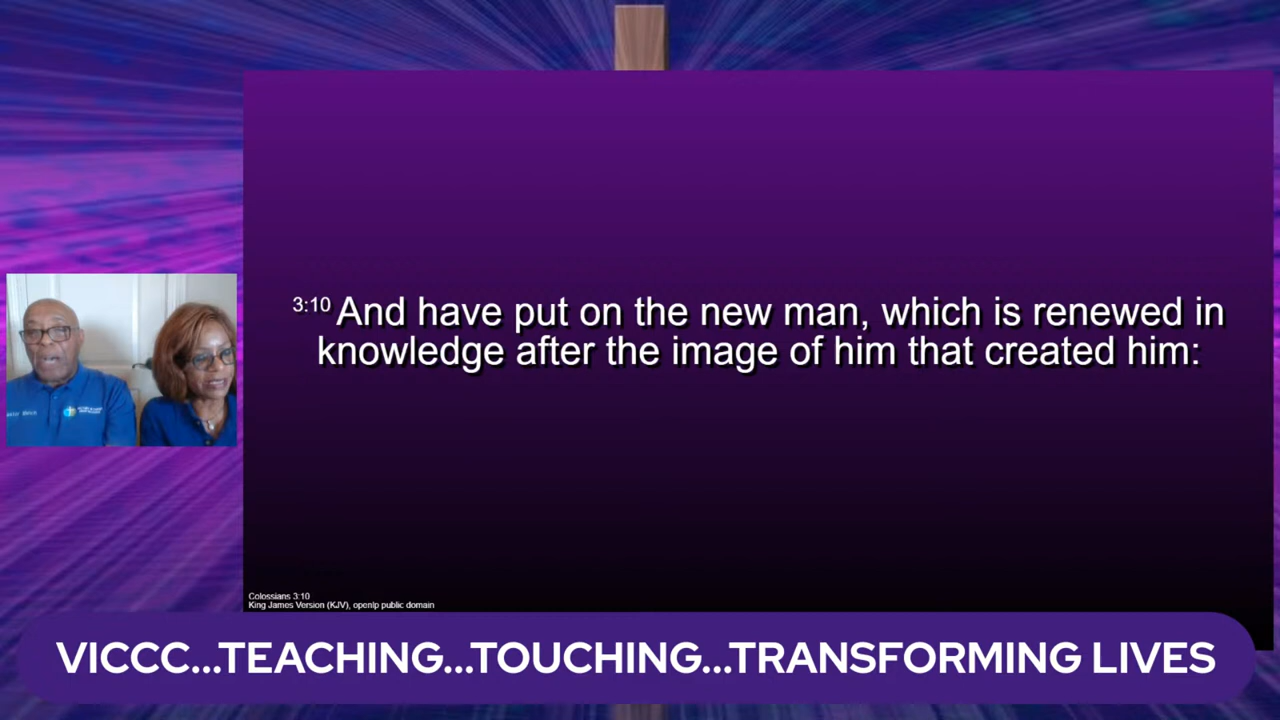 3:10 And have put on the new man, which is renewed in
knowledge after the image of him that created him:
Colossians 3:10
King James Version (KJV), openlp public domain
VICCC...TEACHING...TOUCHING...TRANSFORMING LIVES